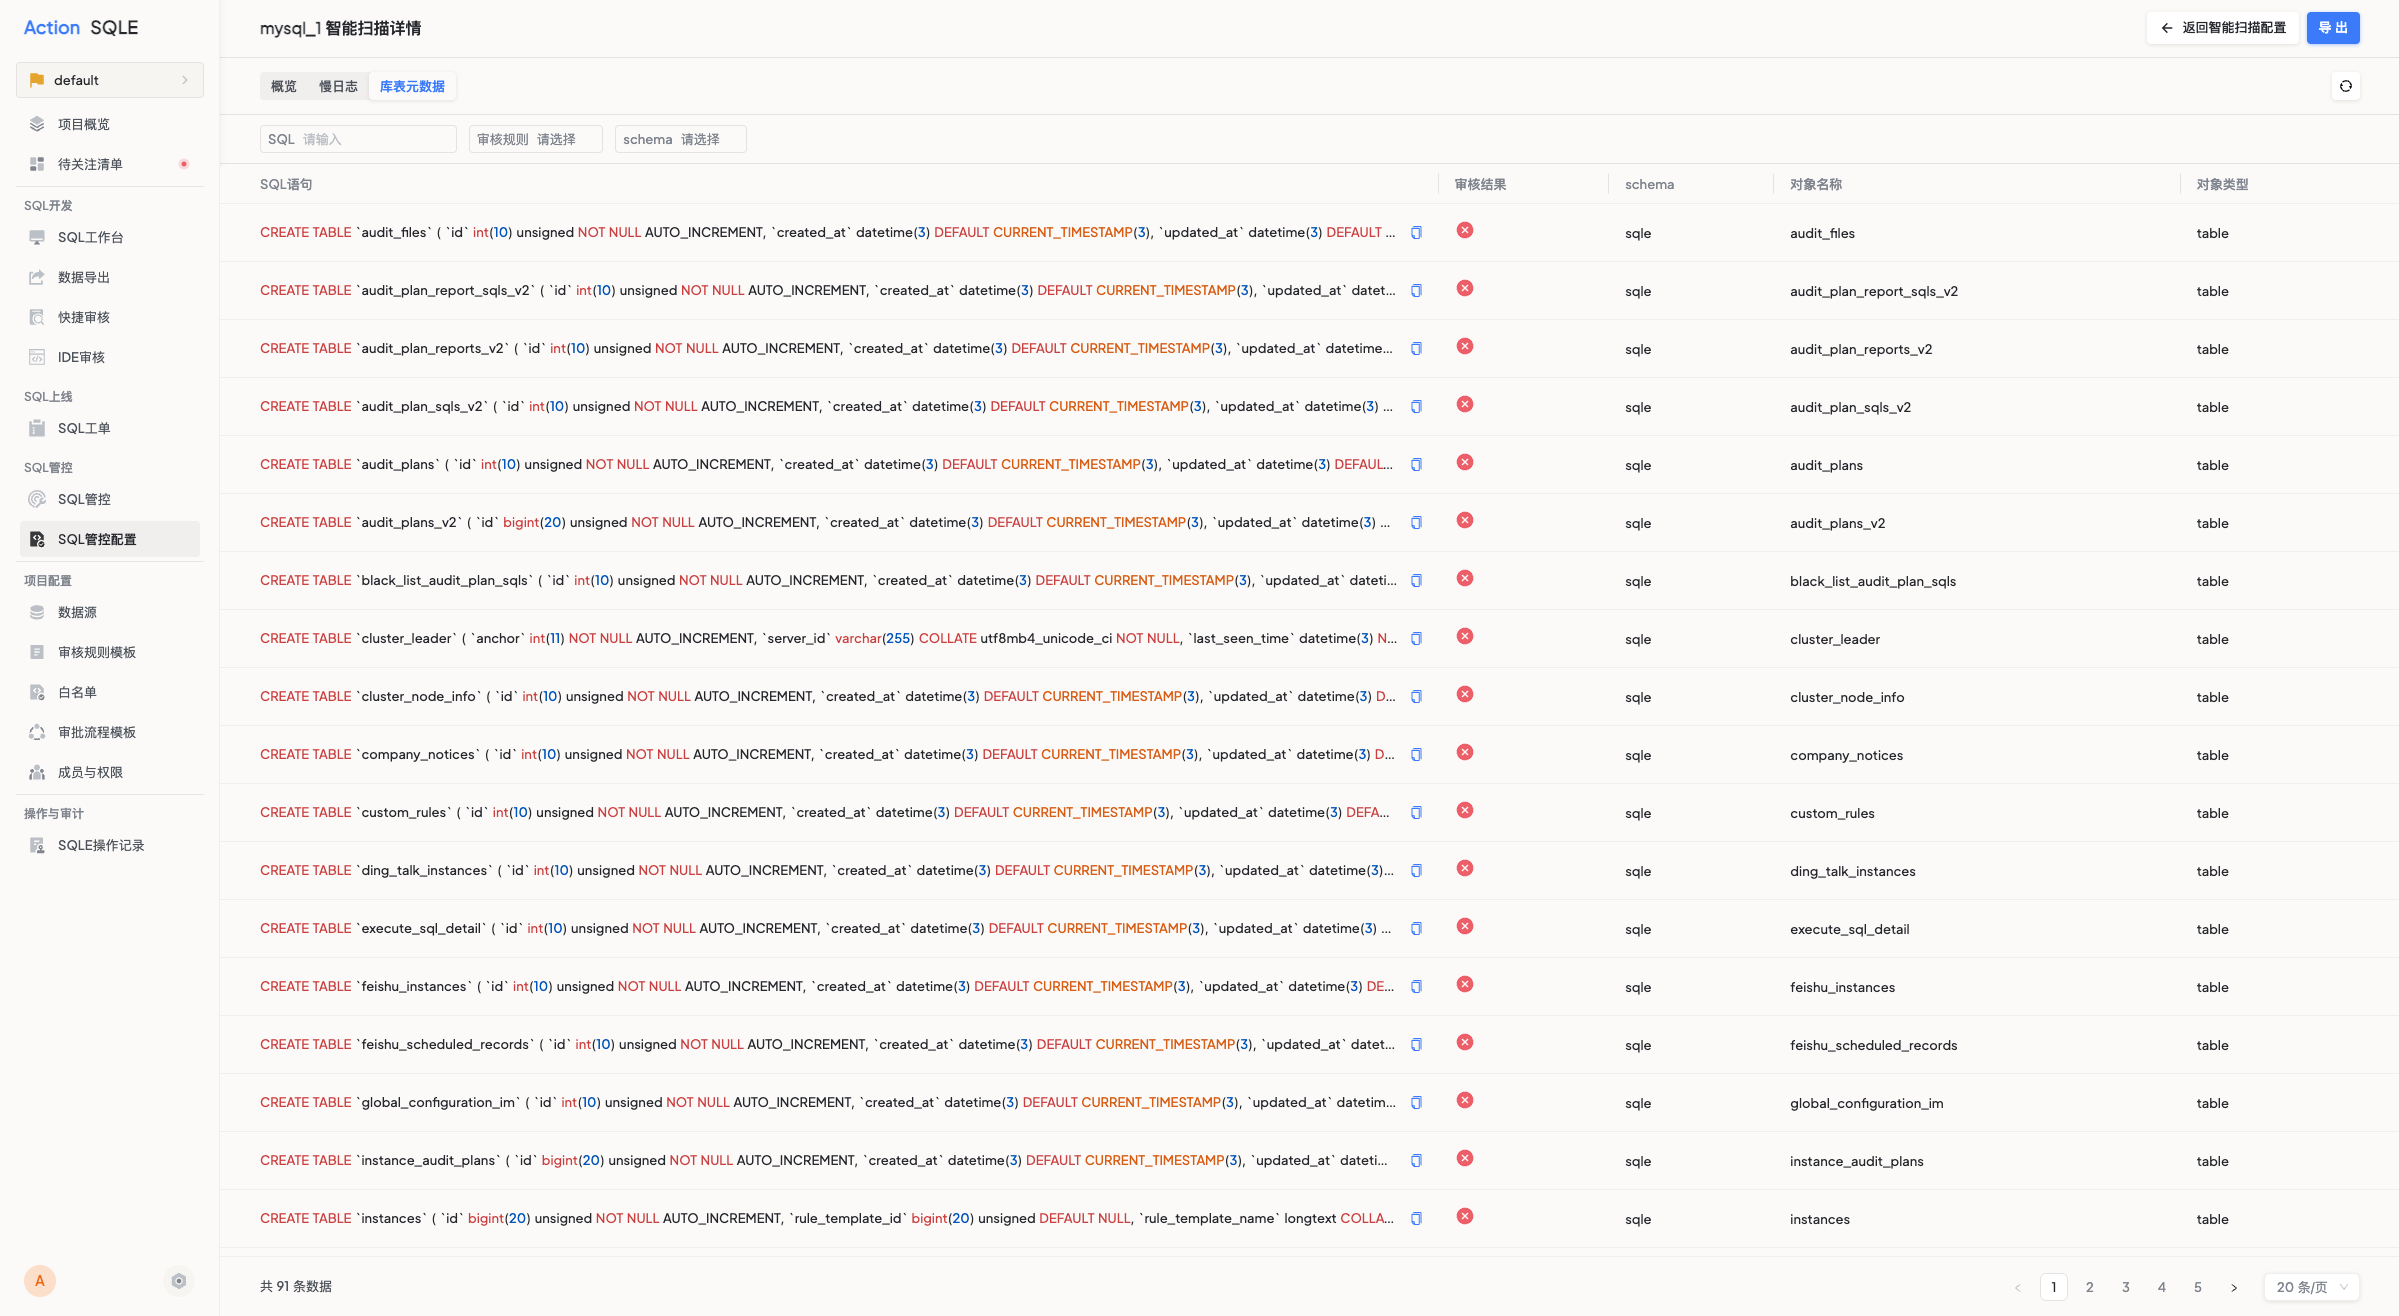 Action SQLE
default
项目概览
待关注清单
SQL开发
SQL工作台
数据导出
快捷审核
IDE审核
SQL上线
SQL工单
SQL管控
SQL管控
SQL管控配置
项目配置
数据源
审核规则模板
白名单
审批流程模板
成员与权限
操作与审计
SQLE操作记录
A
mysql_1 智能扫描详情
返回智能扫描配置
导 出
概览 慢日志 库表元数据
SQL 请输入 审核规则 请选择 schema 请选择
SQL语句 审核结果 schema 对象名称 对象类型
CREATE TABLE `audit_files` ( `id` int(10) unsigned NOT NULL AUTO_INCREMENT, `created_at` datetime(3) DEFAULT CURRENT_TIMESTAMP(3), `updated_at` datetime(3) DEFAULT ... sqle audit_files table
CREATE TABLE `audit_plan_report_sqls_v2` ( `id` int(10) unsigned NOT NULL AUTO_INCREMENT, `created_at` datetime(3) DEFAULT CURRENT_TIMESTAMP(3), `updated_at` datet... sqle audit_plan_report_sqls_v2 table
CREATE TABLE `audit_plan_reports_v2` ( `id` int(10) unsigned NOT NULL AUTO_INCREMENT, `created_at` datetime(3) DEFAULT CURRENT_TIMESTAMP(3), `updated_at` datetime... sqle audit_plan_reports_v2 table
CREATE TABLE `audit_plan_sqls_v2` ( `id` int(10) unsigned NOT NULL AUTO_INCREMENT, `created_at` datetime(3) DEFAULT CURRENT_TIMESTAMP(3), `updated_at` datetime(3) ... sqle audit_plan_sqls_v2 table
CREATE TABLE `audit_plans` ( `id` int(10) unsigned NOT NULL AUTO_INCREMENT, `created_at` datetime(3) DEFAULT CURRENT_TIMESTAMP(3), `updated_at` datetime(3) DEFAUL... sqle audit_plans table
CREATE TABLE `audit_plans_v2` ( `id` bigint(20) unsigned NOT NULL AUTO_INCREMENT, `created_at` datetime(3) DEFAULT CURRENT_TIMESTAMP(3), `updated_at` datetime(3) ... sqle audit_plans_v2 table
CREATE TABLE `black_list_audit_plan_sqls` ( `id` int(10) unsigned NOT NULL AUTO_INCREMENT, `created_at` datetime(3) DEFAULT CURRENT_TIMESTAMP(3), `updated_at` dateti... sqle black_list_audit_plan_sqls table
CREATE TABLE `cluster_leader` ( `anchor` int(11) NOT NULL AUTO_INCREMENT, `server_id` varchar(255) COLLATE utf8mb4_unicode_ci NOT NULL, `last_seen_time` datetime(3) N... sqle cluster_leader table
CREATE TABLE `cluster_node_info` ( `id` int(10) unsigned NOT NULL AUTO_INCREMENT, `created_at` datetime(3) DEFAULT CURRENT_TIMESTAMP(3), `updated_at` datetime(3) D... sqle cluster_node_info table
CREATE TABLE `company_notices` ( `id` int(10) unsigned NOT NULL AUTO_INCREMENT, `created_at` datetime(3) DEFAULT CURRENT_TIMESTAMP(3), `updated_at` datetime(3) D... sqle company_notices table
CREATE TABLE `custom_rules` ( `id` int(10) unsigned NOT NULL AUTO_INCREMENT, `created_at` datetime(3) DEFAULT CURRENT_TIMESTAMP(3), `updated_at` datetime(3) DEFA... sqle custom_rules table
CREATE TABLE `ding_talk_instances` ( `id` int(10) unsigned NOT NULL AUTO_INCREMENT, `created_at` datetime(3) DEFAULT CURRENT_TIMESTAMP(3), `updated_at` datetime(3)... sqle ding_talk_instances table
CREATE TABLE `execute_sql_detail` ( `id` int(10) unsigned NOT NULL AUTO_INCREMENT, `created_at` datetime(3) DEFAULT CURRENT_TIMESTAMP(3), `updated_at` datetime(3) ... sqle execute_sql_detail table
CREATE TABLE `feishu_instances` ( `id` int(10) unsigned NOT NULL AUTO_INCREMENT, `created_at` datetime(3) DEFAULT CURRENT_TIMESTAMP(3), `updated_at` datetime(3) DE... sqle feishu_instances table
CREATE TABLE `feishu_scheduled_records` ( `id` int(10) unsigned NOT NULL AUTO_INCREMENT, `created_at` datetime(3) DEFAULT CURRENT_TIMESTAMP(3), `updated_at` datet... sqle feishu_scheduled_records table
CREATE TABLE `global_configuration_im` ( `id` int(10) unsigned NOT NULL AUTO_INCREMENT, `created_at` datetime(3) DEFAULT CURRENT_TIMESTAMP(3), `updated_at` datetim... sqle global_configuration_im table
CREATE TABLE `instance_audit_plans` ( `id` bigint(20) unsigned NOT NULL AUTO_INCREMENT, `created_at` datetime(3) DEFAULT CURRENT_TIMESTAMP(3), `updated_at` dateti... sqle instance_audit_plans table
CREATE TABLE `instances` ( `id` bigint(20) unsigned NOT NULL AUTO_INCREMENT, `rule_template_id` bigint(20) unsigned DEFAULT NULL, `rule_template_name` longtext COLLA... sqle instances table
共 91 条数据 1 2 3 4 5 20 条/页